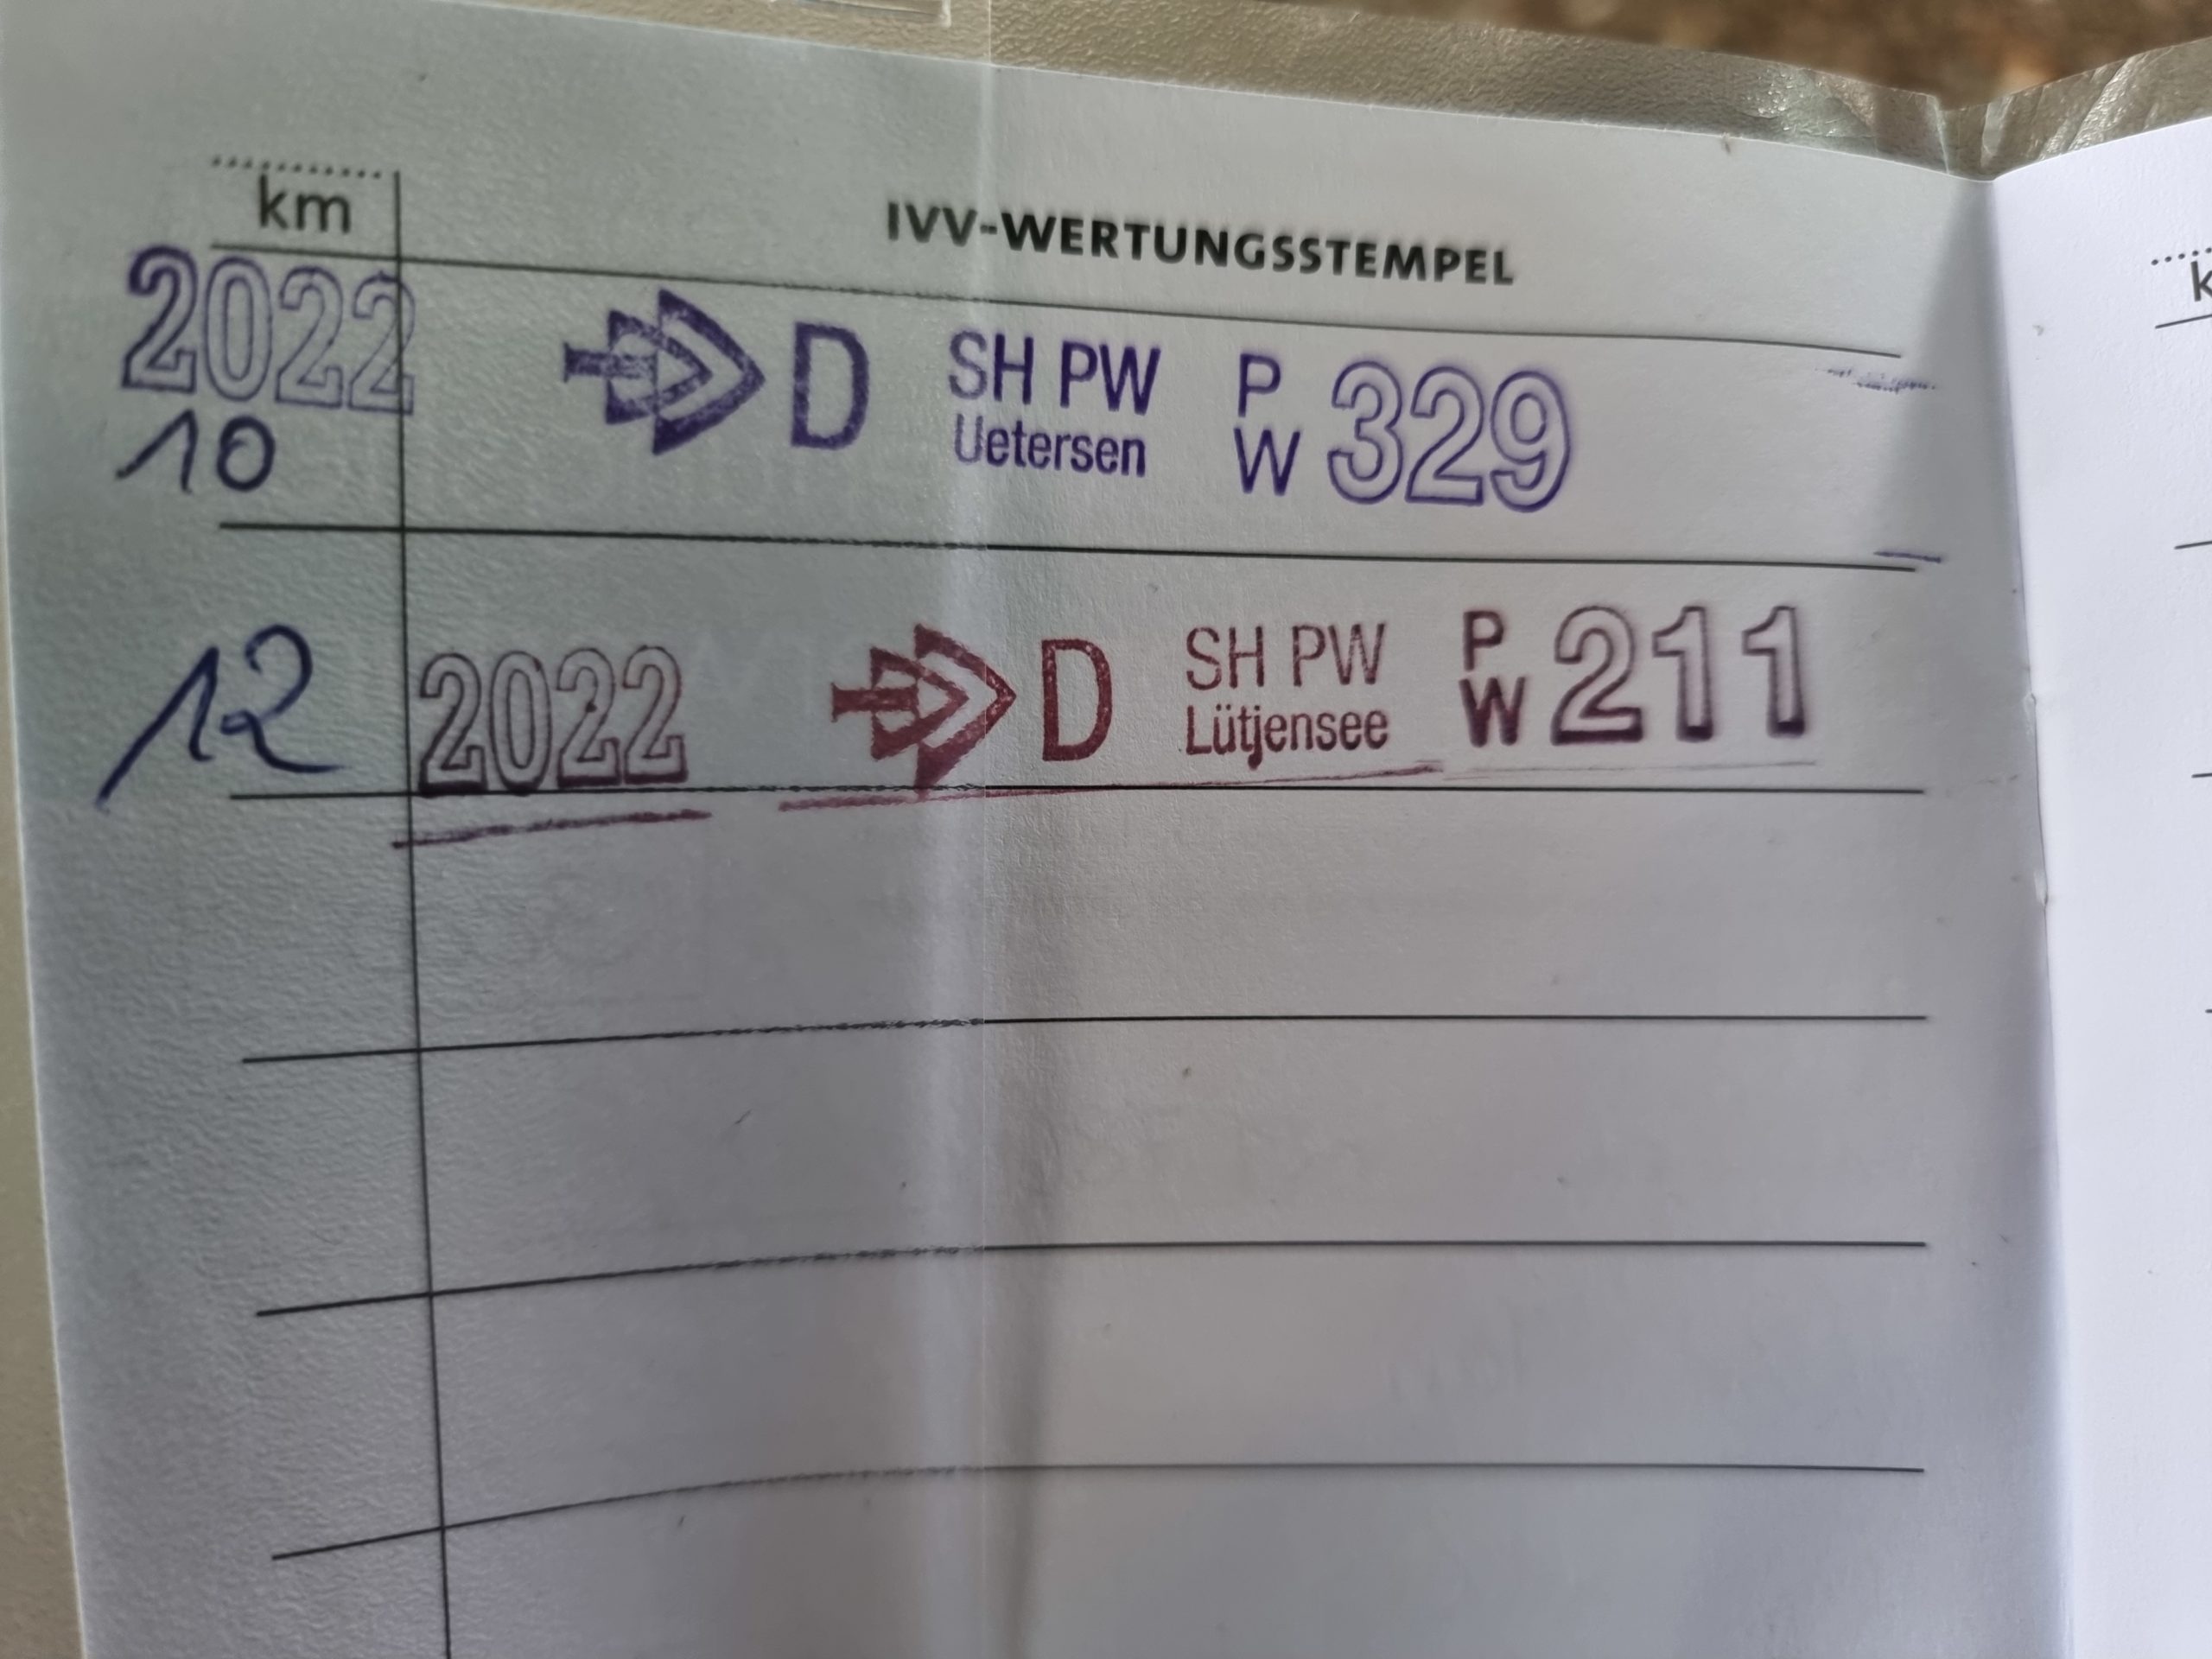 km
IVV-WERTUNGSSTEMPEL
2022 D SH PW P 329
10 Uetersen W
12 2022 D SH PW P 211
Lütjensee W